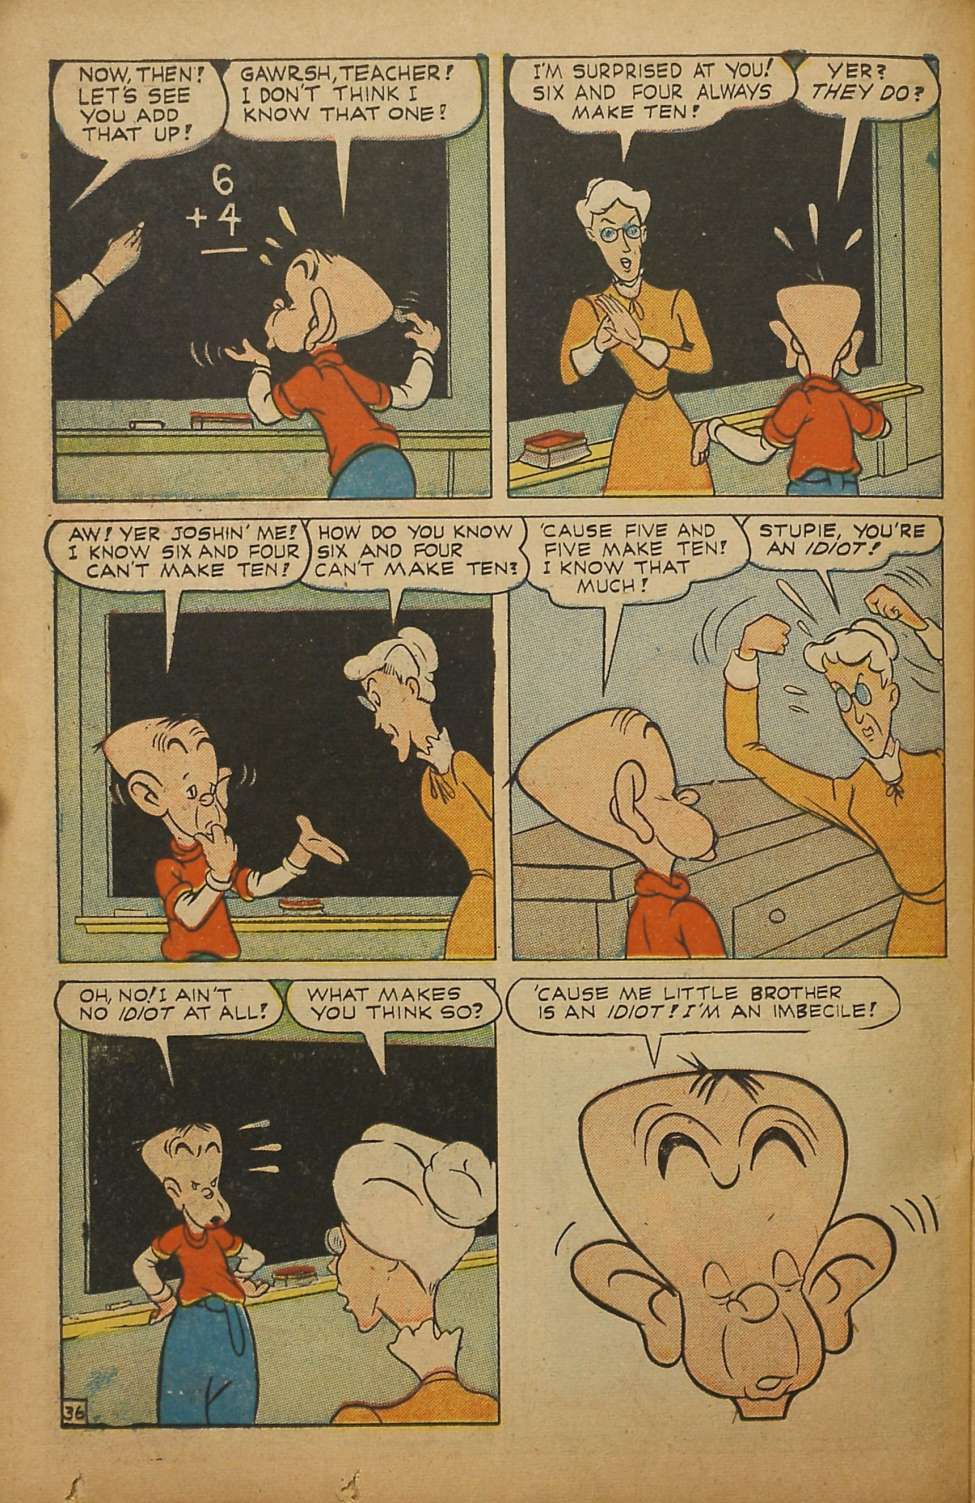 NOW, THEN!
LET'S SEE
YOU ADD
THAT UP!
GAWRSH, TEACHER!
I DON'T THINK I
KNOW THAT ONE!
6
+ 4
I'M SURPRISED AT YOU!
SIX AND FOUR ALWAYS
MAKE TEN!
YER?
THEY DO?
AW! YER JOSHIN' ME!
I KNOW SIX AND FOUR
CAN'T MAKE TEN!
HOW DO YOU KNOW
SIX AND FOUR
CAN'T MAKE TEN?
'CAUSE FIVE AND
FIVE MAKE TEN!
I KNOW THAT
MUCH!
STUPIE, YOU'RE
AN IDIOT!
OH, NO! I AIN'T
NO IDIOT AT ALL!
WHAT MAKES
YOU THINK SO?
'CAUSE ME LITTLE BROTHER
IS AN IDIOT! I'M AN IMBECILE!
36